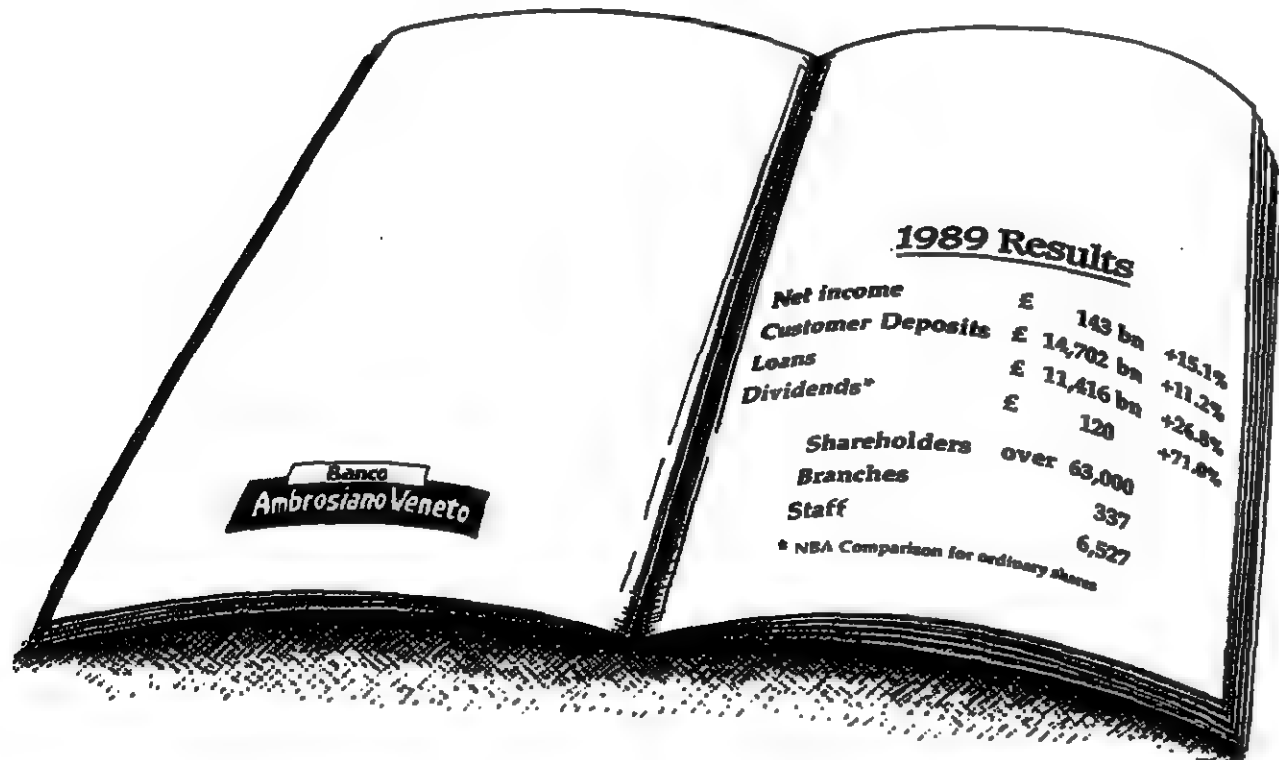 Banco
Ambrosiano Veneto
1989 Results
Net income £ 143 bn +15.1%
Customer Deposits £ 14,702 bn +11.2%
Loans £ 11,416 bn +26.8%
Dividends* £ 120 +71.0%
Shareholders over 63,000
Branches 337
Staff 6,527
* NBA Comparison for ordinary shares